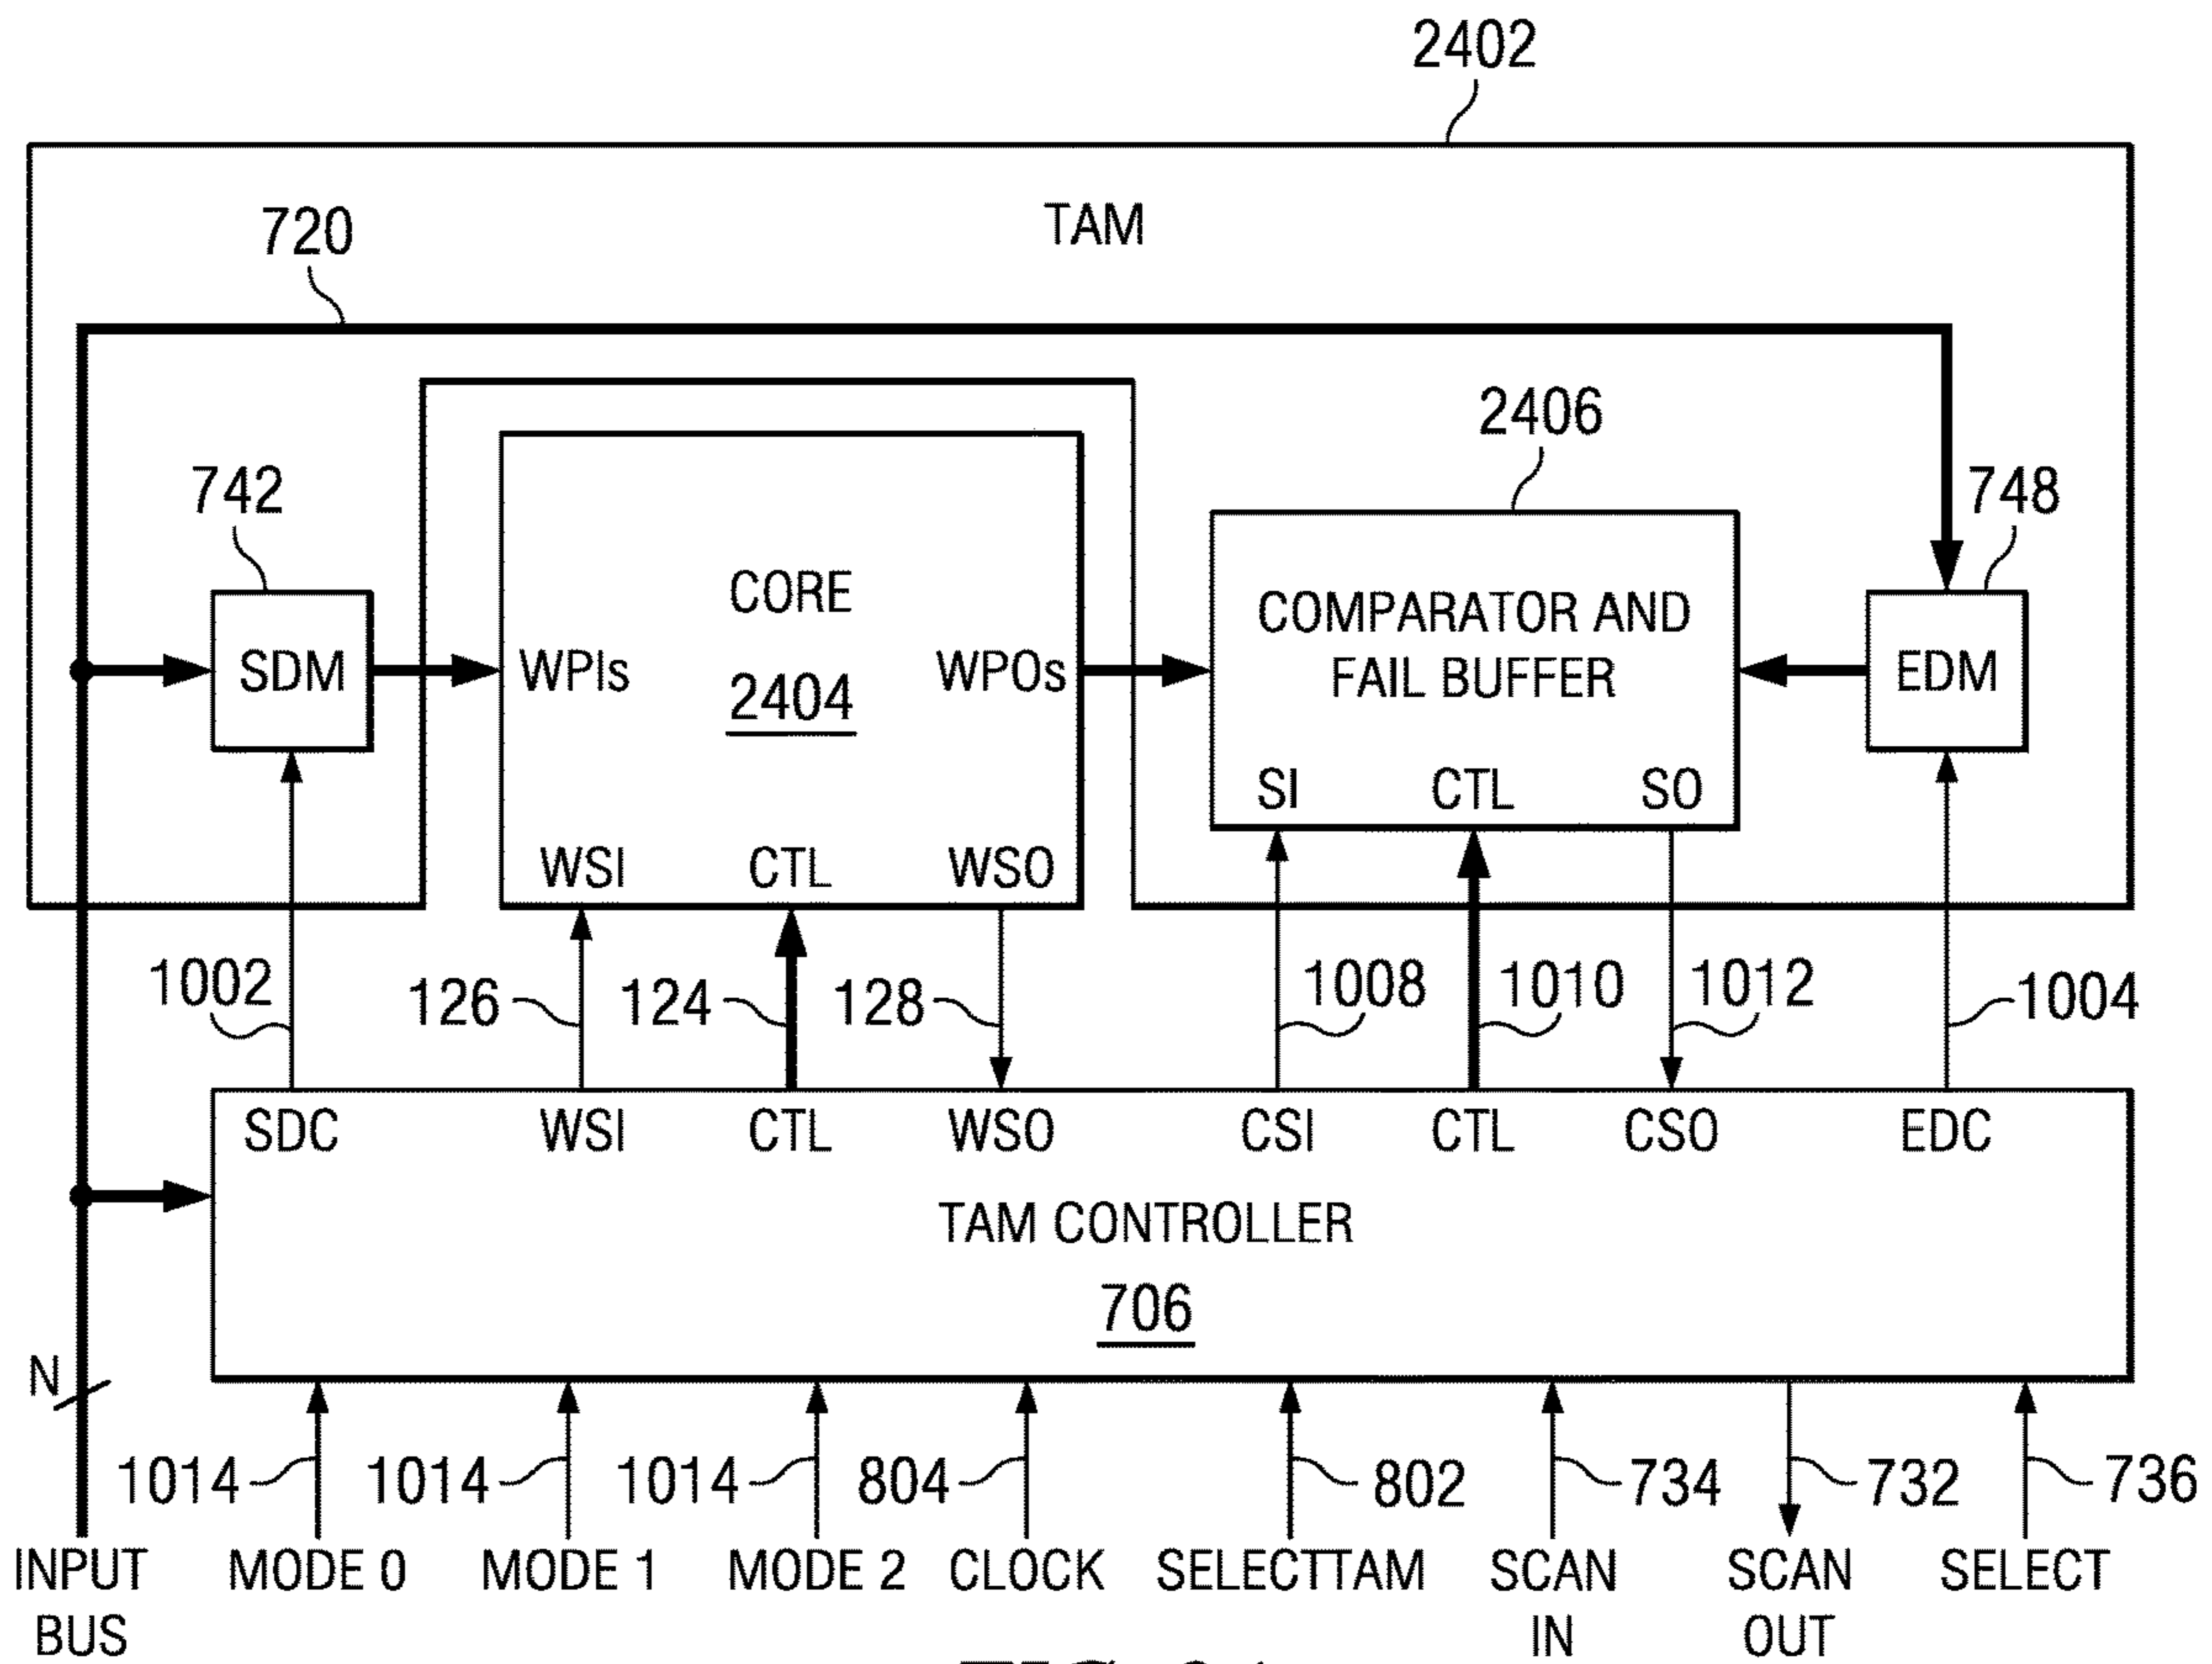 2402
TAM
720
2406
742
748
CORE
2404
WPIs
WPOs
SDM
COMPARATOR AND
FAIL BUFFER
EDM
SI CTL SO
WSI CTL WSO
1002
126
124
128
1008
1010
1012
1004
SDC WSI CTL WSO CSI CTL CSO EDC
TAM CONTROLLER
706
N
1014
1014
1014
804
802
734
732
736
INPUT
BUS
MODE 0
MODE 1
MODE 2
CLOCK
SELECTTAM
SCAN
IN
SCAN
OUT
SELECT